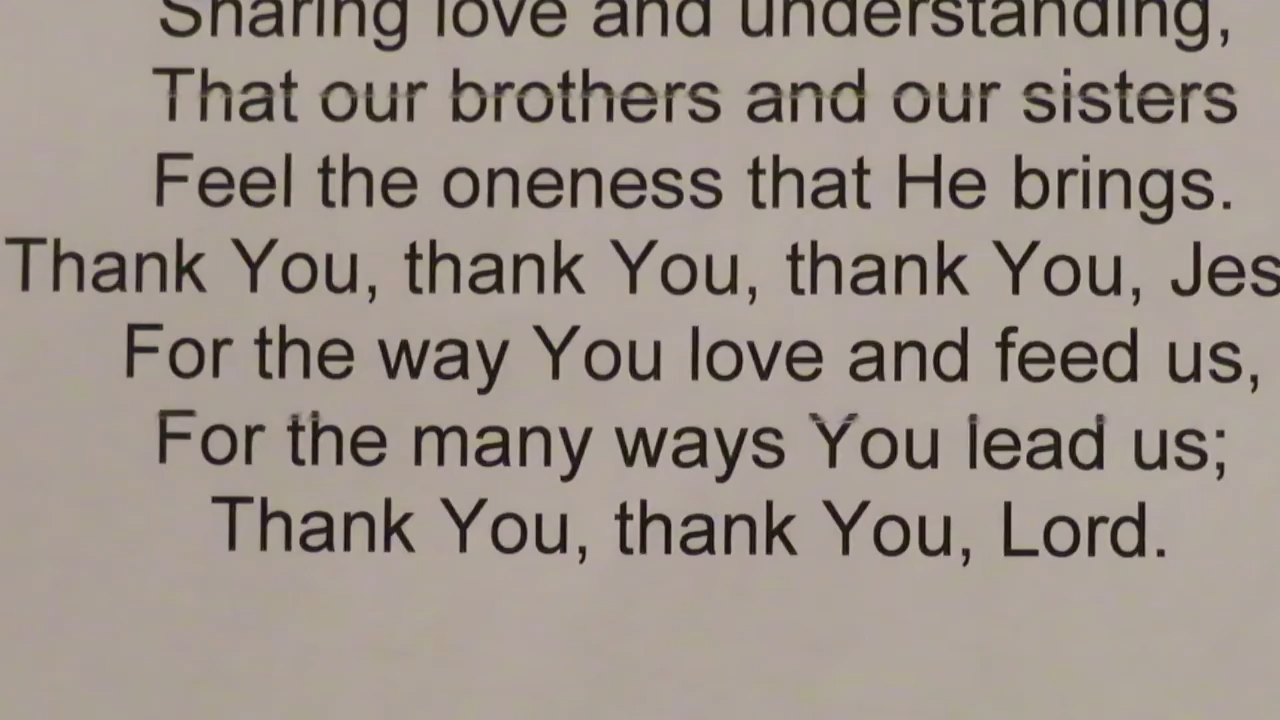 Sharing love and understanding,
That our brothers and our sisters
Feel the oneness that He brings.
Thank You, thank You, thank You, Jes
For the way You love and feed us,
For the many ways You lead us;
Thank You, thank You, Lord.